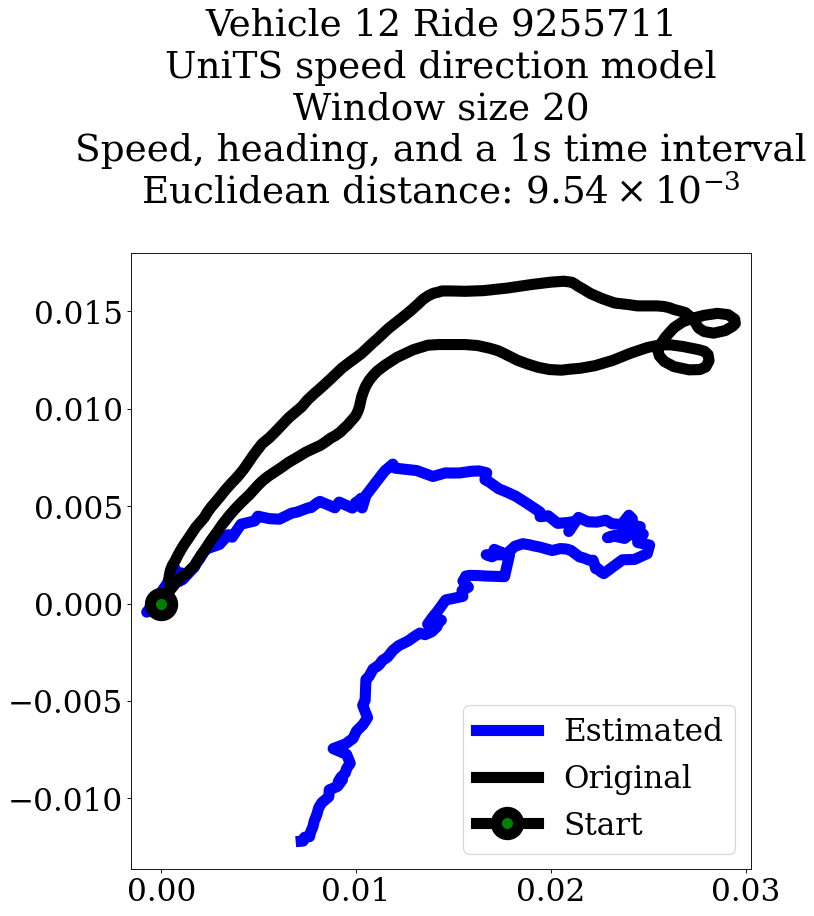 Vehicle 12 Ride 9255711
UniTS speed direction model
Window size 20
Speed, heading, and a 1s time interval
Euclidean distance: 9.54 × 10⁻³
0.015
0.010
0.005
0.000
−0.005
−0.010
Estimated
Original
Start
0.00 0.01 0.02 0.03